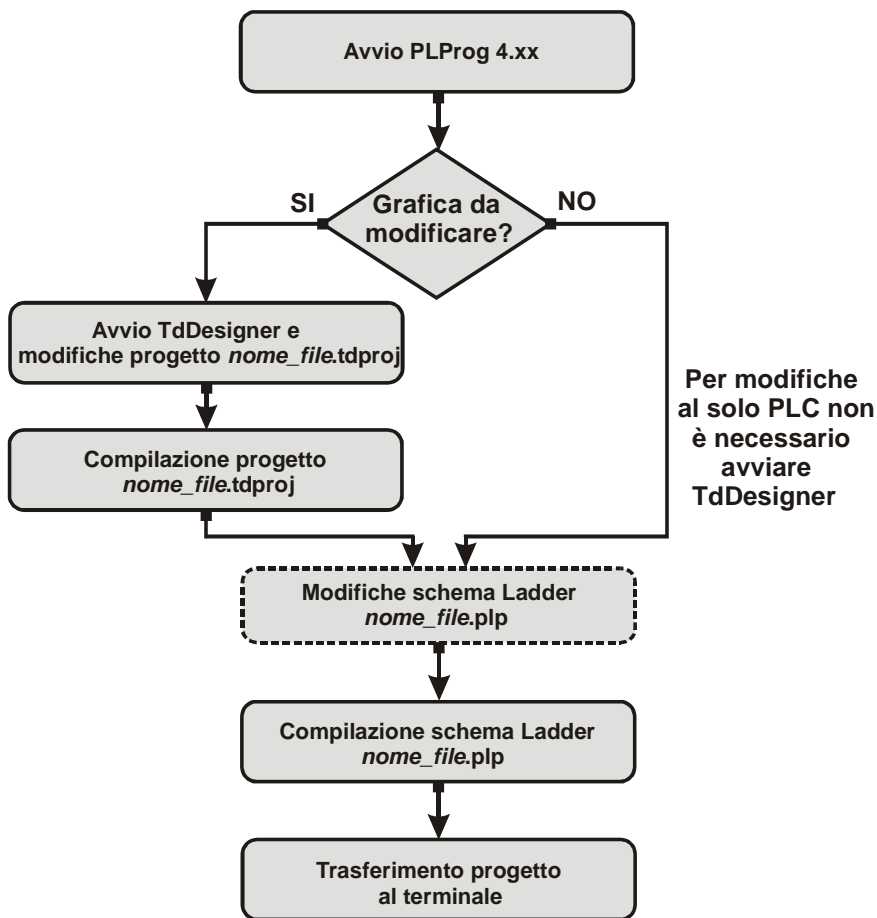 Avvio PLProg 4.xx
SI
Grafica da
modificare?
NO
Avvio TdDesigner e
modifiche progetto nome_file.tdproj
Per modifiche
al solo PLC non
è necessario
avviare
TdDesigner
Compilazione progetto
nome_file.tdproj
Modifiche schema Ladder
nome_file.plp
Compilazione schema Ladder
nome_file.plp
Trasferimento progetto
al terminale